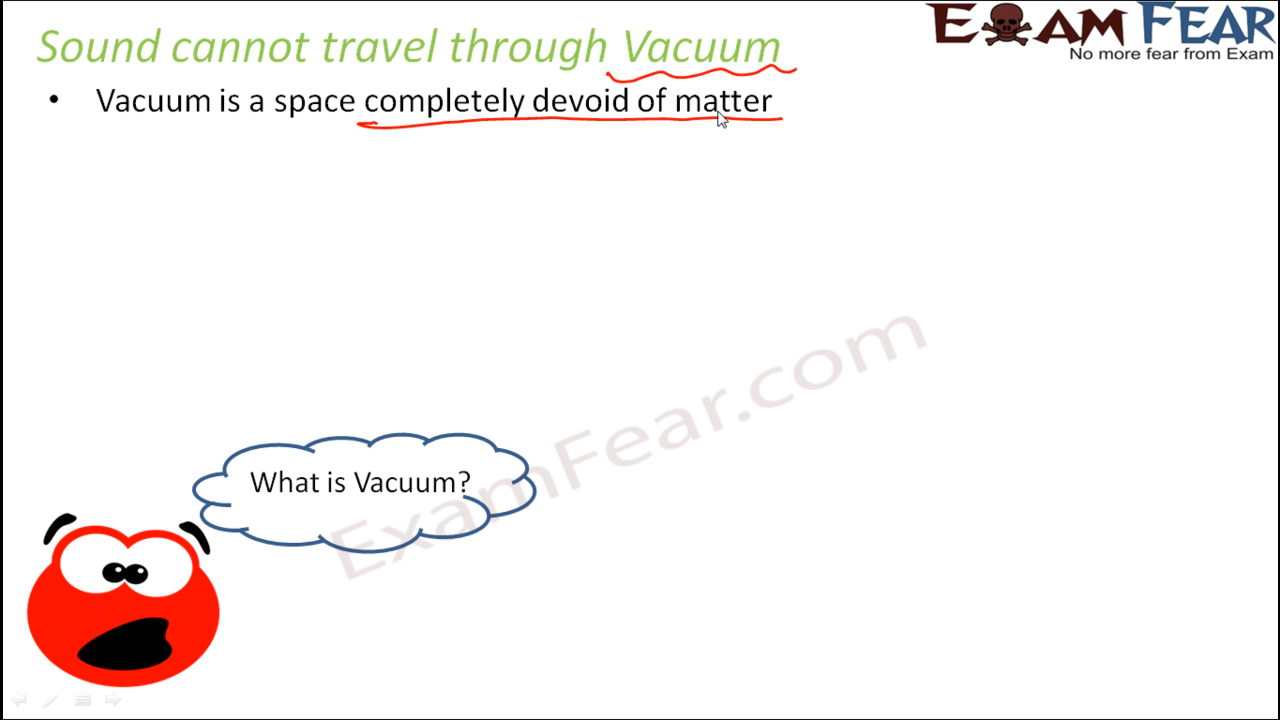 Sound cannot travel through Vacuum
EXAM FEAR
No more fear from Exam
• Vacuum is a space completely devoid of matter
What is Vacuum?
ExamFear.com